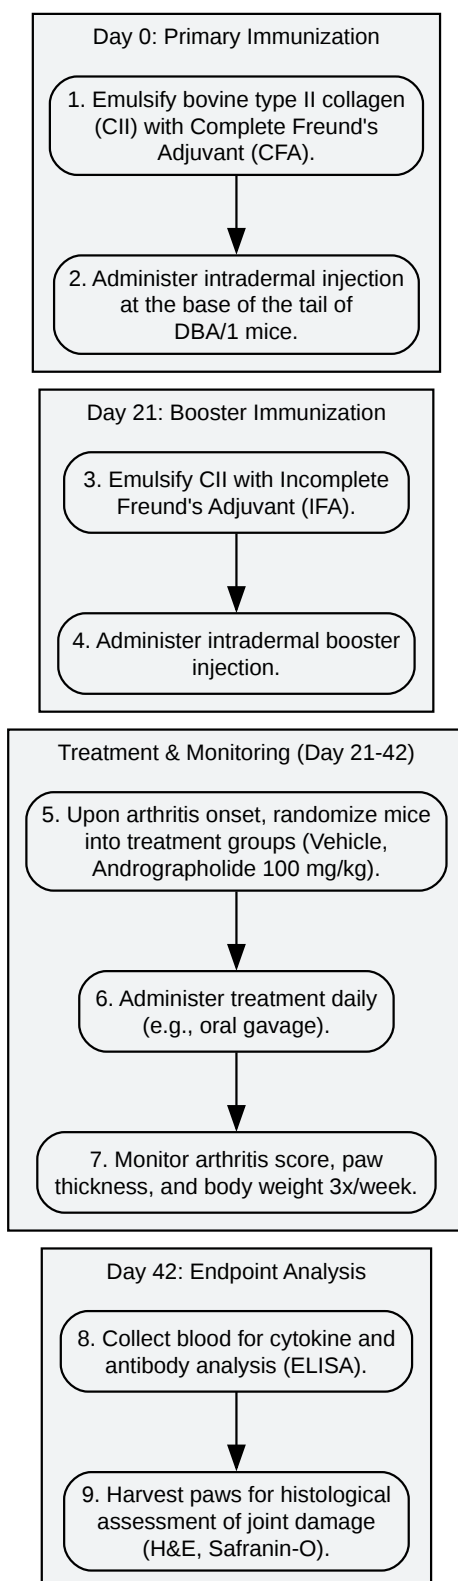 Day 0: Primary Immunization
1. Emulsify bovine type II collagen
(CII) with Complete Freund's
Adjuvant (CFA).
2. Administer intradermal injection
at the base of the tail of
DBA/1 mice.
Day 21: Booster Immunization
3. Emulsify CII with Incomplete
Freund's Adjuvant (IFA).
4. Administer intradermal booster
injection.
Treatment & Monitoring (Day 21-42)
5. Upon arthritis onset, randomize mice
into treatment groups (Vehicle,
Andrographolide 100 mg/kg).
6. Administer treatment daily
(e.g., oral gavage).
7. Monitor arthritis score, paw
thickness, and body weight 3x/week.
Day 42: Endpoint Analysis
8. Collect blood for cytokine and
antibody analysis (ELISA).
9. Harvest paws for histological
assessment of joint damage
(H&E, Safranin-O).